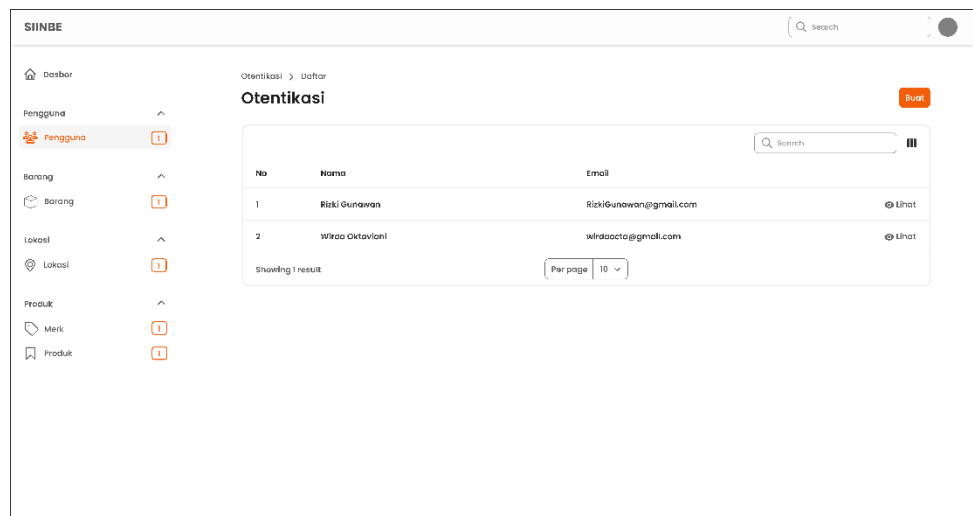 SIINBE
Search
Dasbor
Pengguna
Pengguna 1
Barang
Barang 1
Lokasi
Lokasi 1
Produk
Merk 1
Produk 1
Otentikasi > Daftar
Otentikasi
Buat
Search
No Nama Email
1 Rizki Gunawan RizkiGunawan@gmail.com Lihat
2 Wirda Oktaviani wirdaocta@gmail.com Lihat
Showing 1 result
Per page 10